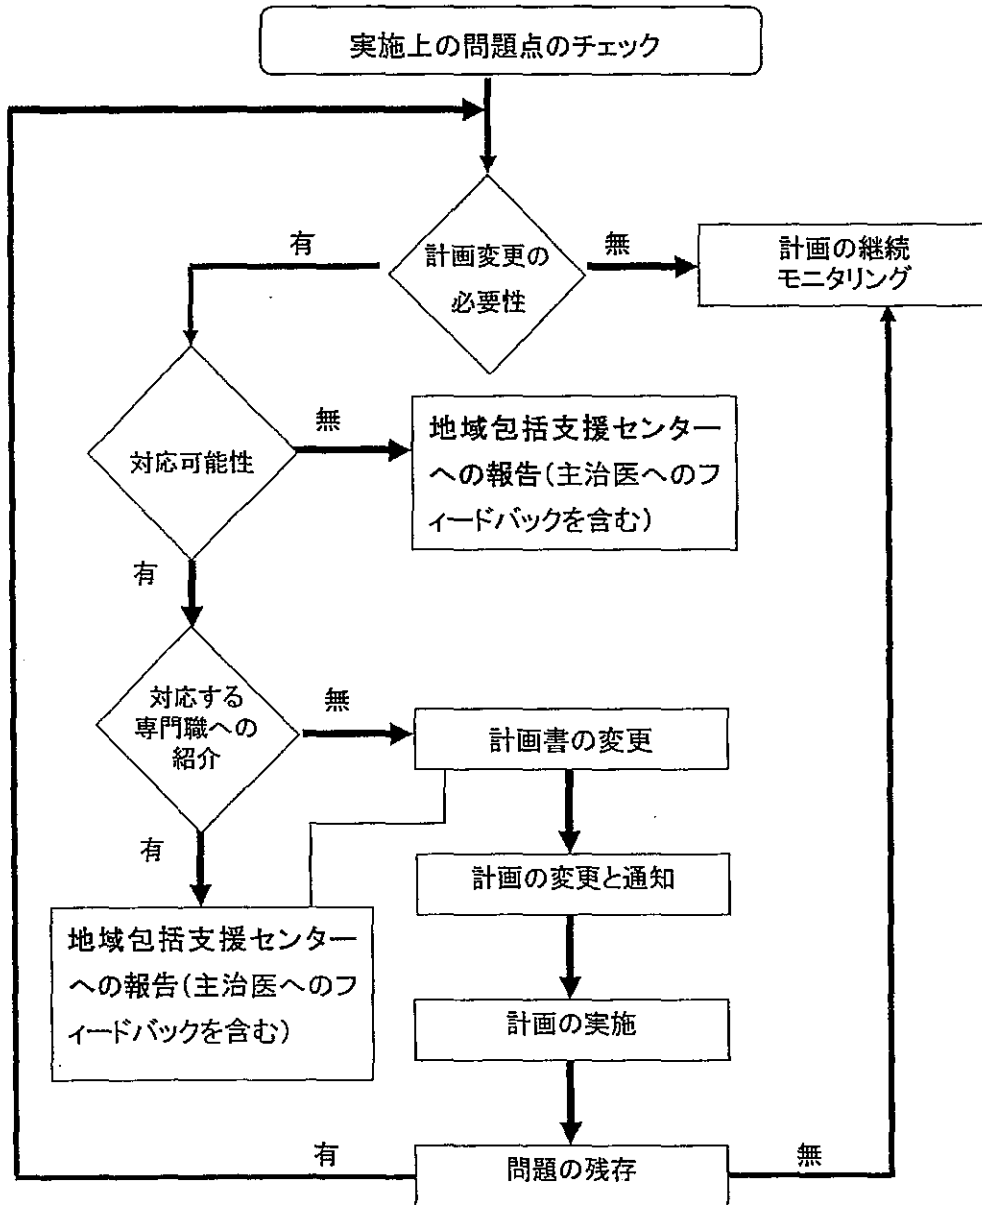 実施上の問題点のチェック
計画変更の
必要性
有
無
計画の継続
モニタリング
対応可能性
無
地域包括支援センター
への報告(主治医へのフ
ィードバックを含む)
有
対応する
専門職への
紹介
無
計画書の変更
有
計画の変更と通知
地域包括支援センター
への報告(主治医へのフ
ィードバックを含む)
計画の実施
問題の残存
有
無